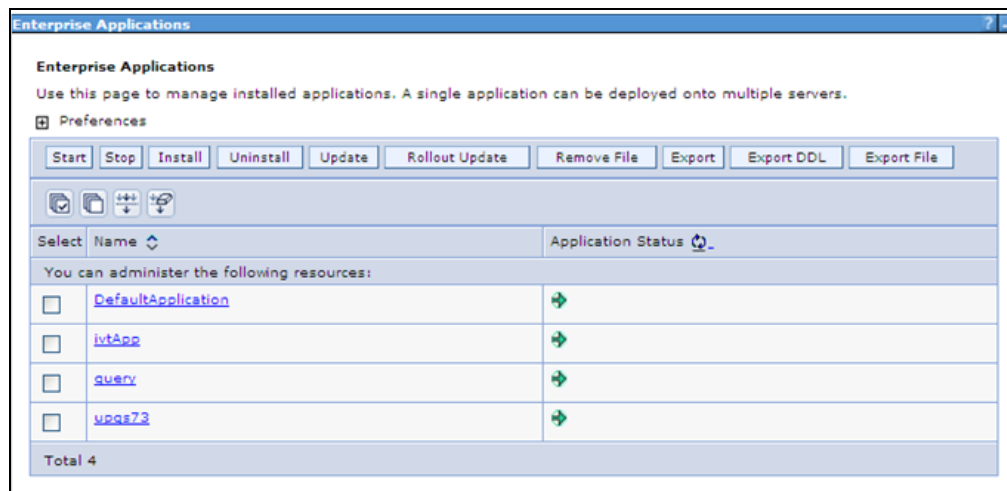 Enterprise Applications ?
Enterprise Applications
Use this page to manage installed applications. A single application can be deployed onto multiple servers.
Preferences
Start Stop Install Uninstall Update Rollout Update Remove File Export Export DDL Export File
Select Name Application Status
You can administer the following resources:
DefaultApplication
ivtApp
query
upgs73
Total 4